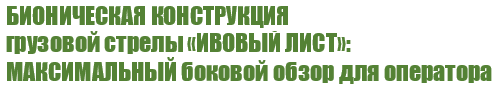 БИОНИЧЕСКАЯ КОНСТРУКЦИЯ
грузовой стрелы «ИВОВЫЙ ЛИСТ»:
МАКСИМАЛЬНЫЙ боковой обзор для оператора